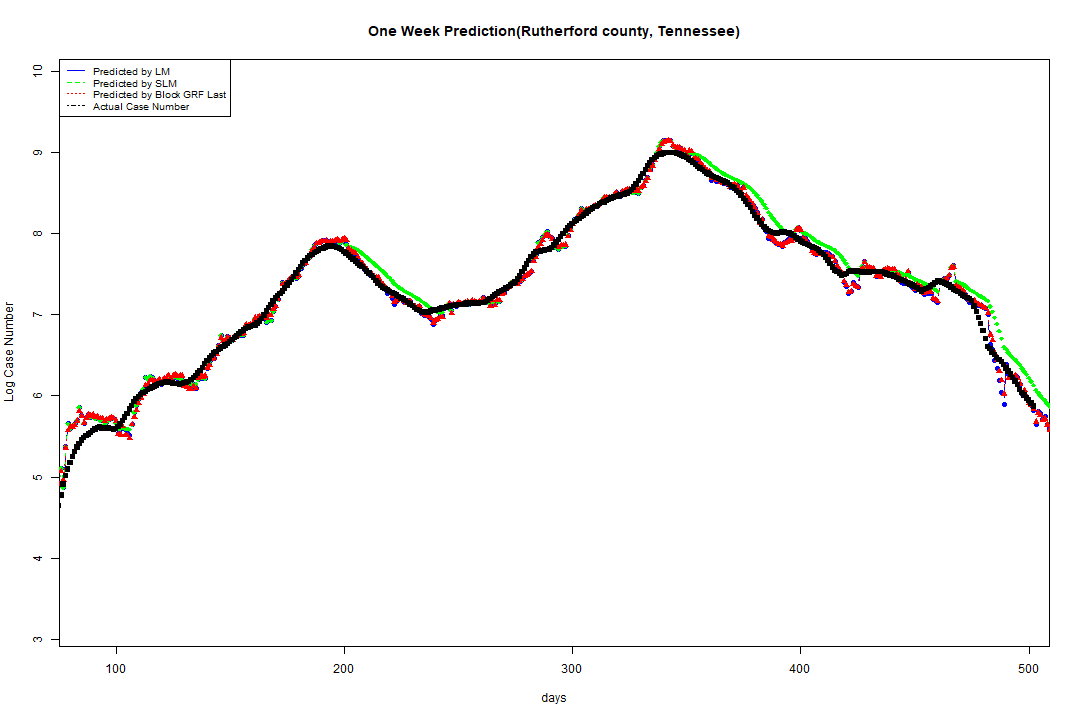 One Week Prediction(Rutherford county, Tennessee)
Predicted by LM
Predicted by SLM
Predicted by Block GRF Last
Actual Case Number
10
9
8
7
6
5
4
3
Log Case Number
100 200 300 400 500
days